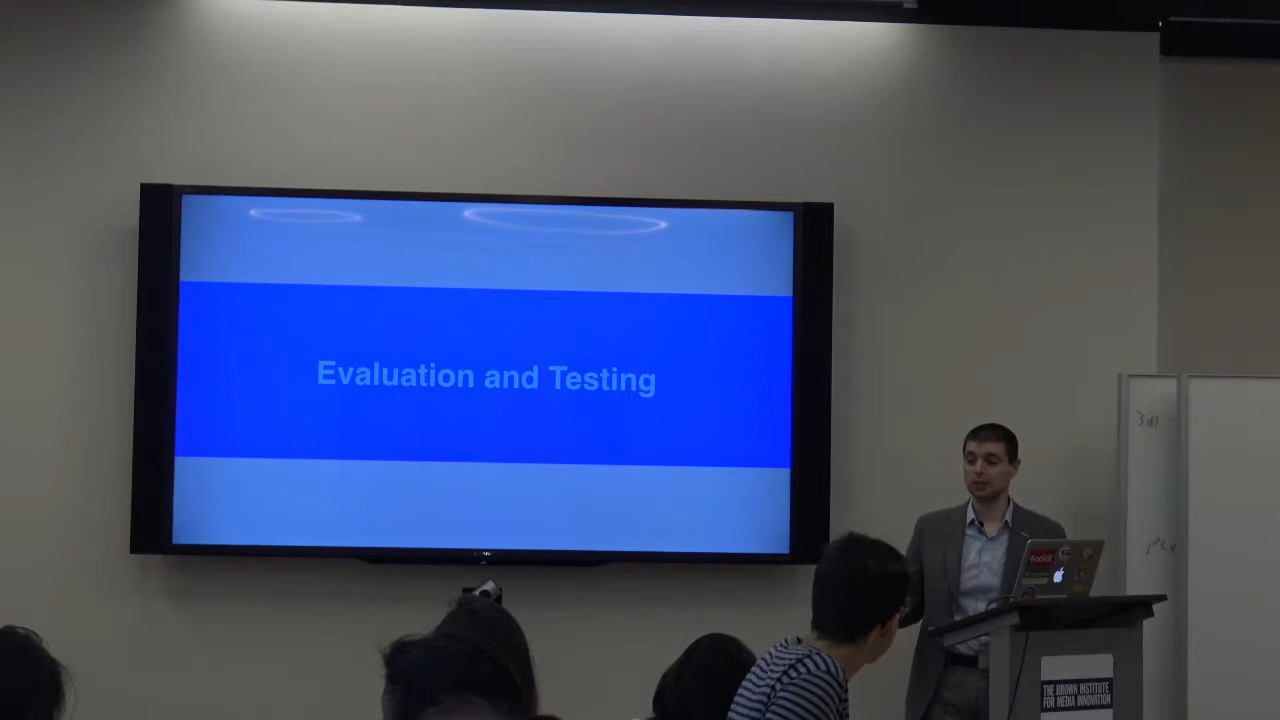 Evaluation and Testing
THE BROWN INSTITUTE
FOR MEDIA INNOVATION